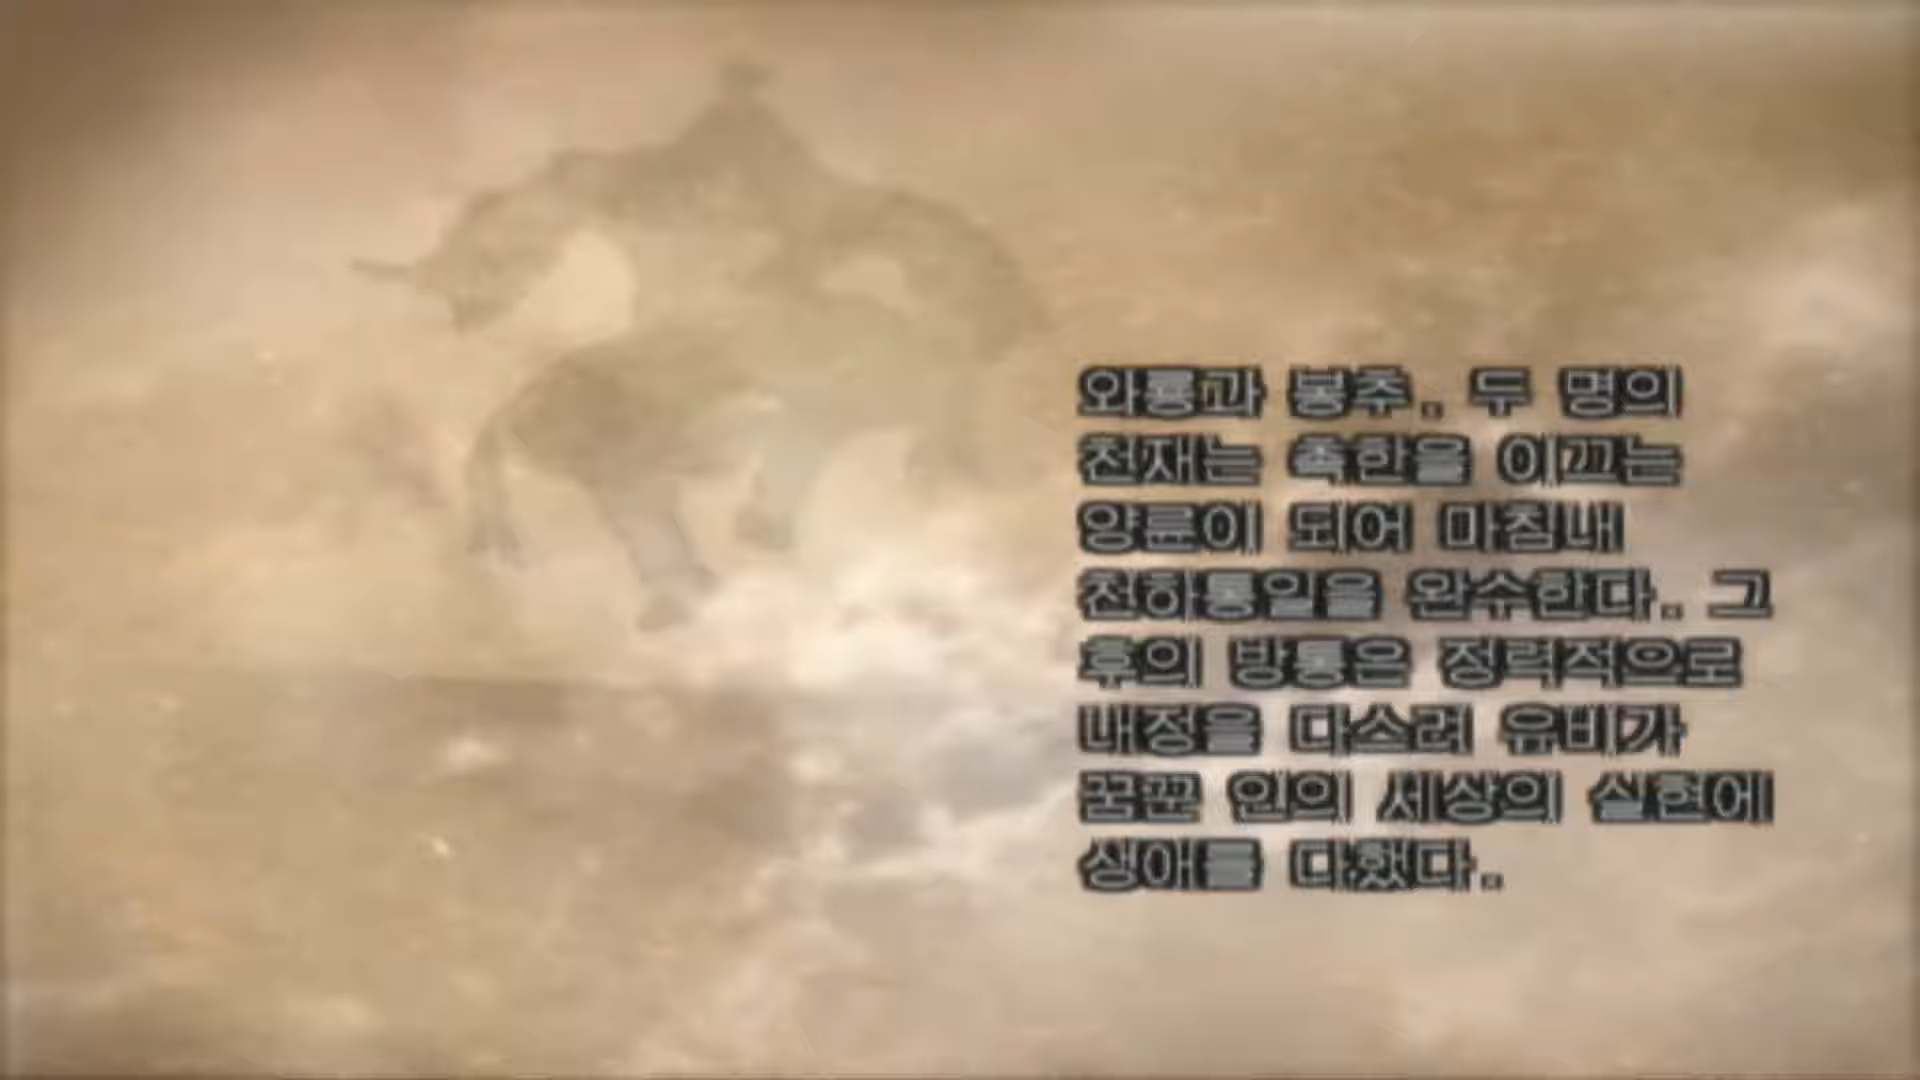 와룡과 봉추. 두 명의
천재는 촉한을 이끄는
양륜이 되어 마침내
천하통일을 완수한다. 그
후의 방통은 정력적으로
내정을 다스려 유비가
꿈꾼 인의 세상의 실현에
생애를 다했다.